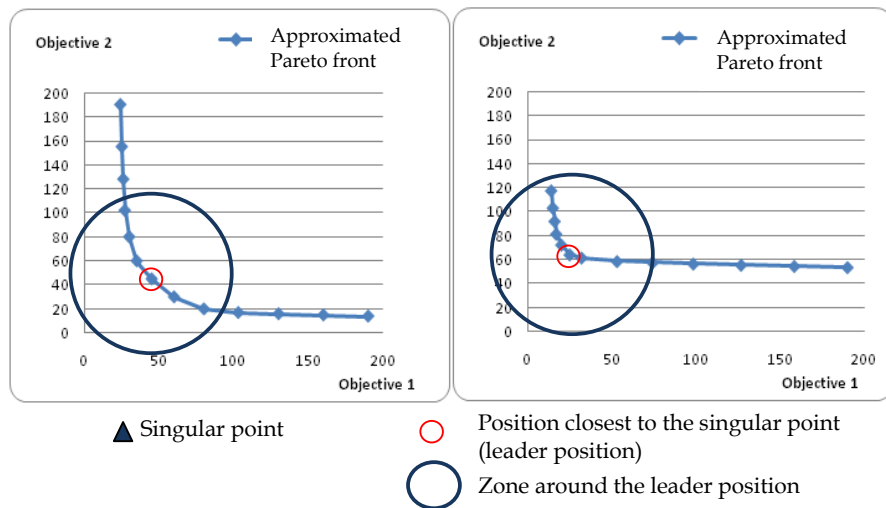 Objective 2
Approximated
Pareto front
200
180
160
140
120
100
80
60
40
20
0
0
50
100
150
200
Objective 1
Objective 2
Approximated
Pareto front
200
180
160
140
120
100
80
60
40
20
0
0
50
100
150
200
Objective 1
Singular point
Position closest to the singular point
(leader position)
Zone around the leader position